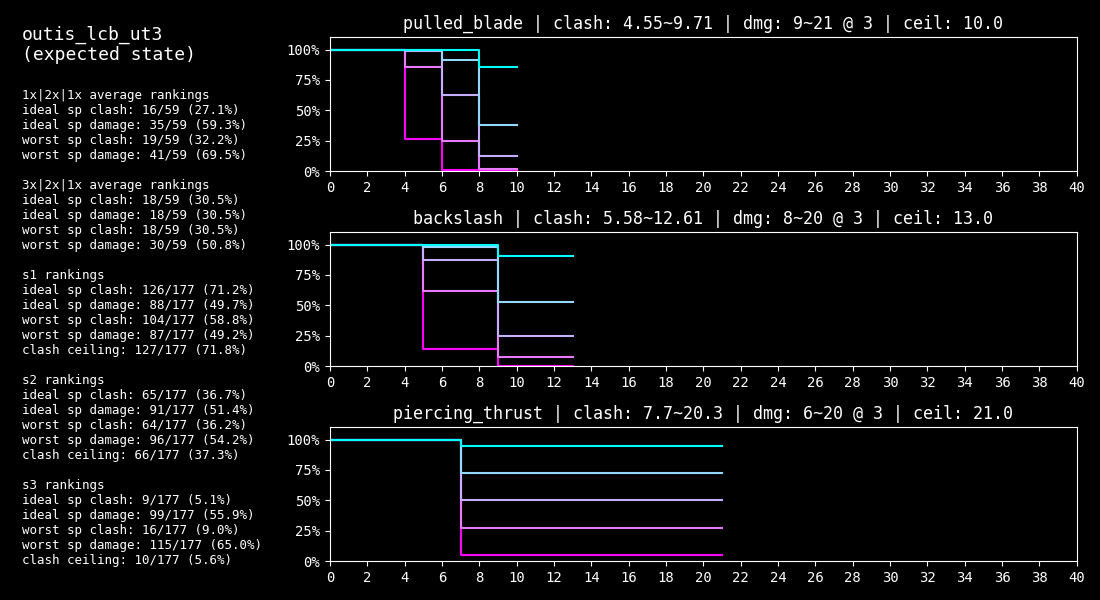 outis_lcb_ut3
(expected state)
1x|2x|1x average rankings
ideal sp clash: 16/59 (27.1%)
ideal sp damage: 35/59 (59.3%)
worst sp clash: 19/59 (32.2%)
worst sp damage: 41/59 (69.5%)
3x|2x|1x average rankings
ideal sp clash: 18/59 (30.5%)
ideal sp damage: 18/59 (30.5%)
worst sp clash: 18/59 (30.5%)
worst sp damage: 30/59 (50.8%)
s1 rankings
ideal sp clash: 126/177 (71.2%)
ideal sp damage: 88/177 (49.7%)
worst sp clash: 104/177 (58.8%)
worst sp damage: 87/177 (49.2%)
clash ceiling: 127/177 (71.8%)
s2 rankings
ideal sp clash: 65/177 (36.7%)
ideal sp damage: 91/177 (51.4%)
worst sp clash: 64/177 (36.2%)
worst sp damage: 96/177 (54.2%)
clash ceiling: 66/177 (37.3%)
s3 rankings
ideal sp clash: 9/177 (5.1%)
ideal sp damage: 99/177 (55.9%)
worst sp clash: 16/177 (9.0%)
worst sp damage: 115/177 (65.0%)
clash ceiling: 10/177 (5.6%)
pulled_blade | clash: 4.55~9.71 | dmg: 9~21 @ 3 | ceil: 10.0
100%
75%
50%
25%
0%
0 2 4 6 8 10 12 14 16 18 20 22 24 26 28 30 32 34 36 38 40
backslash | clash: 5.58~12.61 | dmg: 8~20 @ 3 | ceil: 13.0
100%
75%
50%
25%
0%
0 2 4 6 8 10 12 14 16 18 20 22 24 26 28 30 32 34 36 38 40
piercing_thrust | clash: 7.7~20.3 | dmg: 6~20 @ 3 | ceil: 21.0
100%
75%
50%
25%
0%
0 2 4 6 8 10 12 14 16 18 20 22 24 26 28 30 32 34 36 38 40